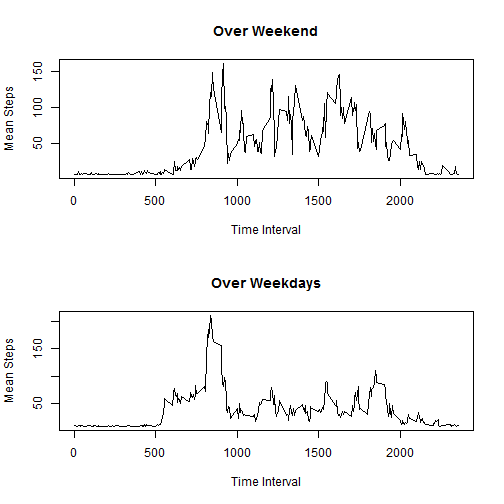 Over Weekend
Mean Steps
150
100
50
0 500 1000 1500 2000
Time Interval
Over Weekdays
Mean Steps
150
50
0 500 1000 1500 2000
Time Interval